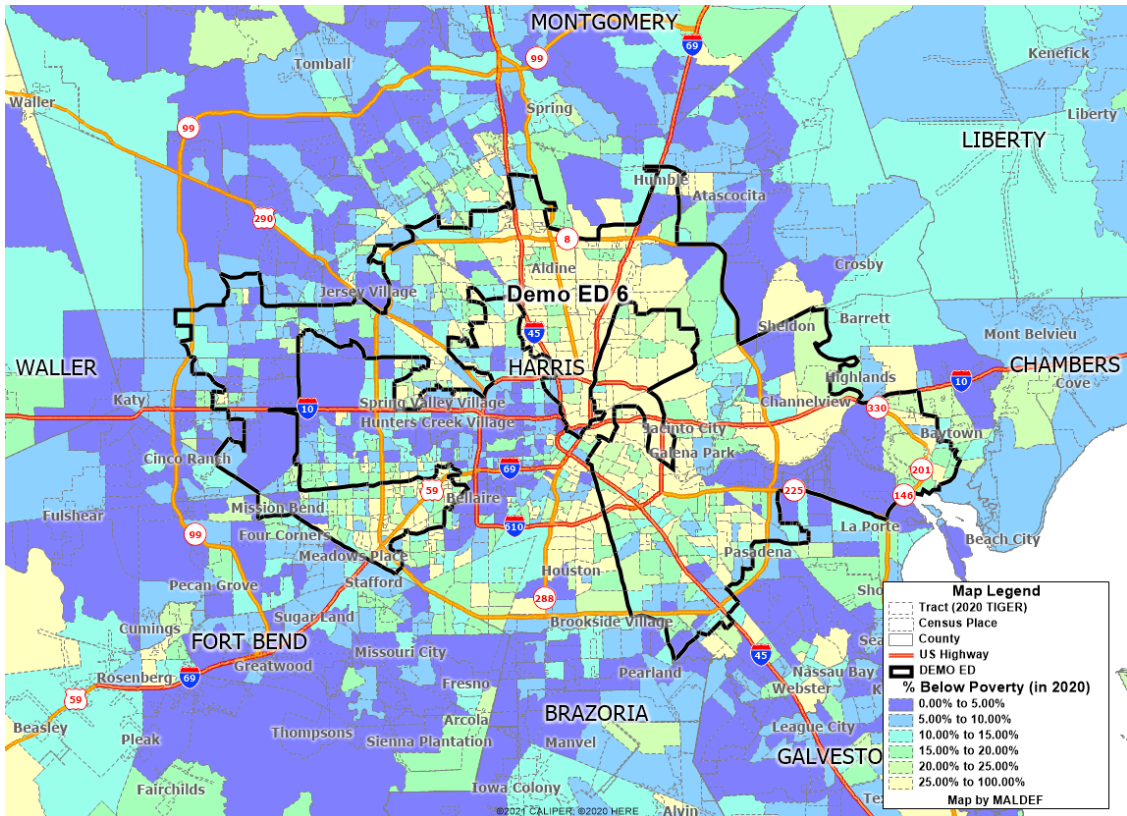 MONTGOMERY
69
99
Kenefick
Tomball
Waller
Spring
Liberty
99
LIBERTY
Humble
Atascocita
290
8
Aldine
Crosby
Jersey Village
Demo ED 6
Sheldon
Barrett
45
Mont Belvieu
WALLER
HARRIS
CHAMBERS
Highlands
10
Cove
Katy
10
Spring Valley Village
Channelview
330
Hunters Creek Village
Jacinto City
Baytown
Cinco Ranch
Galena Park
69
201
59
Bellaire
225
146
Mission Bend
Fulshear
610
La Porte
99
Four Corners
Beach City
Meadows Place
Pasadena
Houston
Pecan Grove
Stafford
288
Sho
Sugar Land
Brookside Village
Cumings
FORT BEND
Sea
Missouri City
45
Greatwood
Pearland
Nassau Bay
Rosenberg
69
Fresno
Webster
K
59
BRAZORIA
Arcola
Beasley
League City
Pleak
Thompsons
Sienna Plantation
Manvel
GALVESTO
Fairchilds
Iowa Colony
Te
Alvin
©2021 CALIPER; ©2020 HERE
Map Legend
Tract (2020 TIGER)
Census Place
County
US Highway
DEMO ED
% Below Poverty (in 2020)
0.00% to 5.00%
5.00% to 10.00%
10.00% to 15.00%
15.00% to 20.00%
20.00% to 25.00%
25.00% to 100.00%
Map by MALDEF